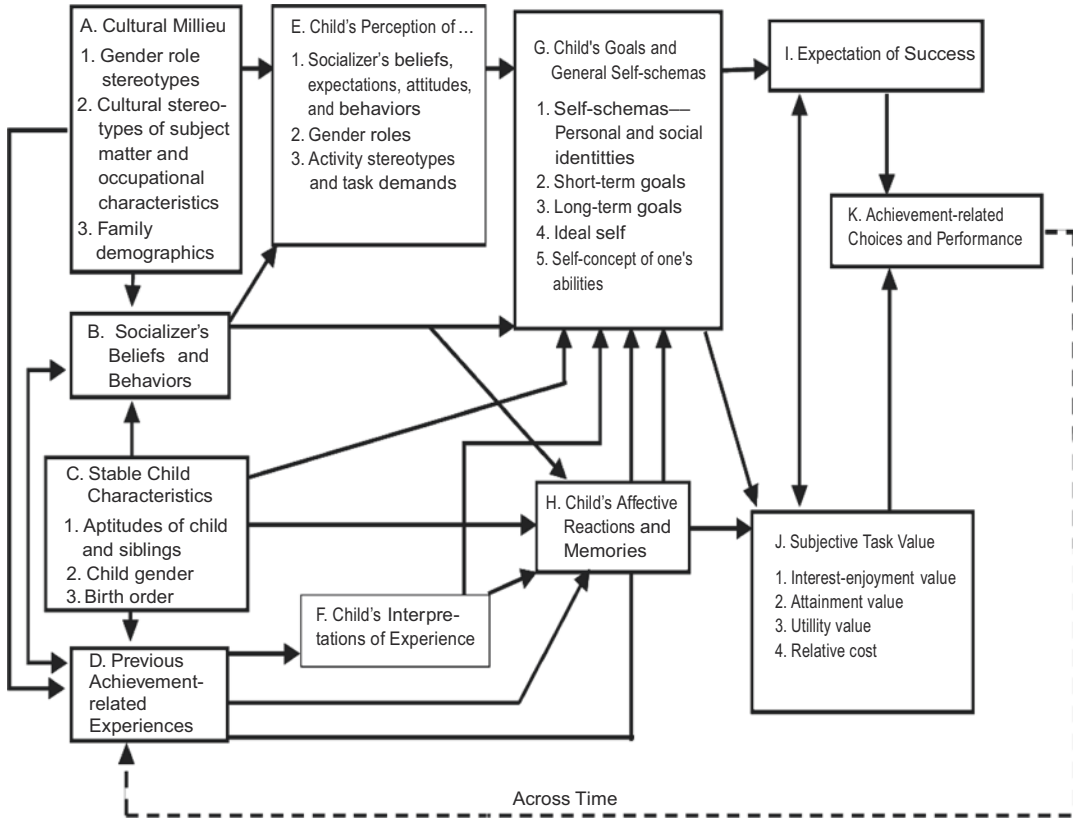 A. Cultural Millieu
1. Gender role
stereotypes
2. Cultural stereo-
types of subject
matter and
occupational
characteristics
3. Family
demographics
E. Child's Perception of ...
1. Socializer's beliefs,
expectations, attitudes,
and behaviors
2. Gender roles
3. Activity stereotypes
and task demands
G. Child's Goals and
General Self-schemas
1. Self-schemas—
Personal and social
identitties
2. Short-term goals
3. Long-term goals
4. Ideal self
5. Self-concept of one's
abilities
I. Expectation of Success
K. Achievement-related
Choices and Performance
B. Socializer's
Beliefs and
Behaviors
C. Stable Child
Characteristics
1. Aptitudes of child
and siblings
2. Child gender
3. Birth order
H. Child's Affective
Reactions and
Memories
J. Subjective Task Value
1. Interest-enjoyment value
2. Attainment value
3. Utillity value
4. Relative cost
F. Child's Interpre-
tations of Experience
D. Previous
Achievement-
related
Experiences
Across Time